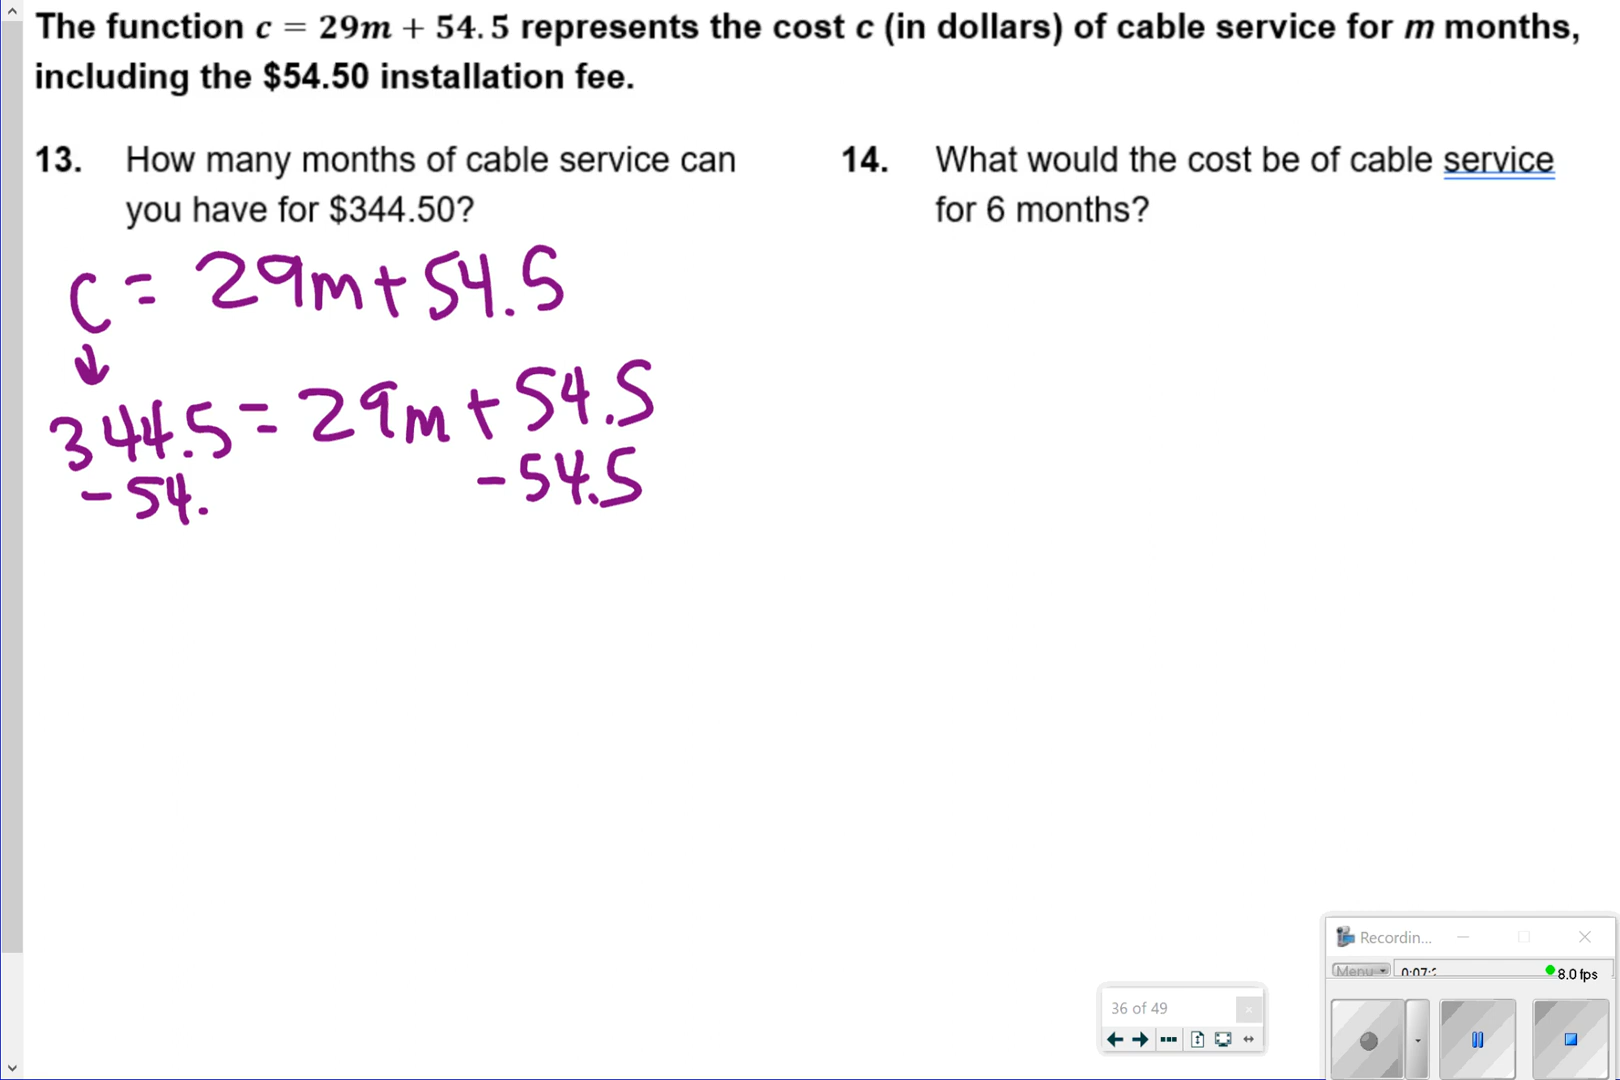 The function c = 29m + 54.5 represents the cost c (in dollars) of cable service for m months,
including the $54.50 installation fee.
13. How many months of cable service can
you have for $344.50?
c = 29m + 54.5
↓
344.5 = 29m + 54.5
- 54.
- 54.5
14. What would the cost be of cable service
for 6 months?
36 of 49
Recordin...
Menu
8.0 fps